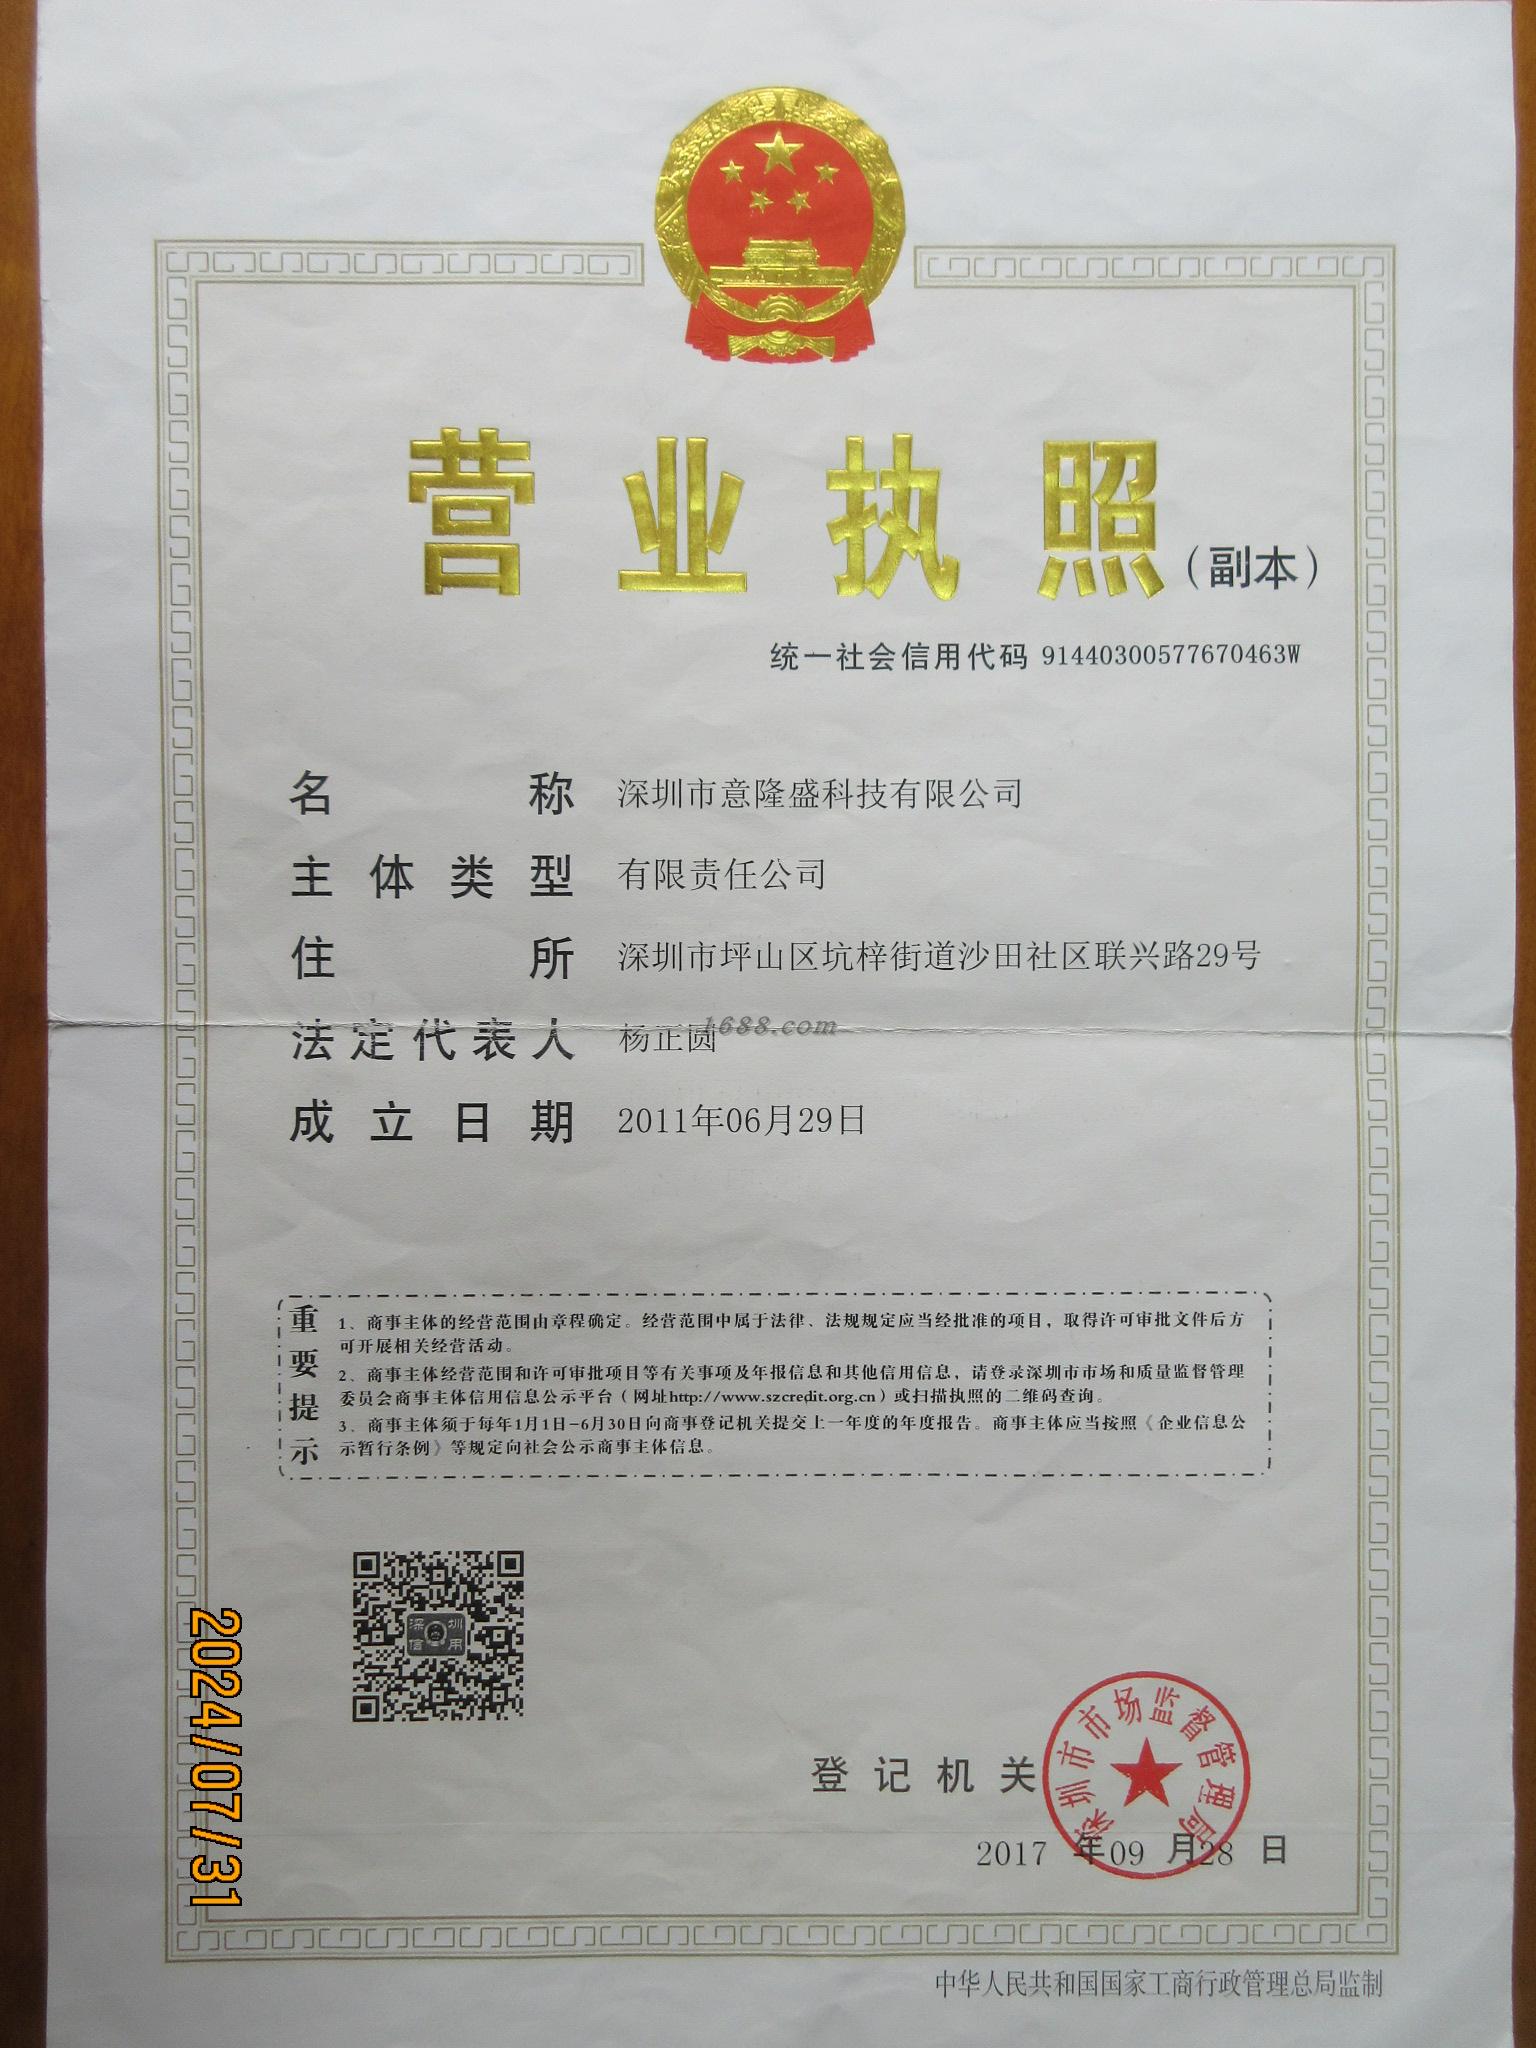 营业执照（副本）
统一社会信用代码 91440300577670463W
名称 深圳市意隆盛科技有限公司
主体类型 有限责任公司
住所 深圳市坪山区坑梓街道沙田社区联兴路29号
法定代表人 杨正圆
1688.com
成立日期 2011年06月29日
重要提示
1、商事主体的经营范围由章程确定。经营范围中属于法律、法规规定应当经批准的项目，取得许可审批文件后方
可开展相关经营活动。
2、商事主体经营范围和许可审批项目等有关事项及年报信息和其他信用信息，请登录深圳市市场和质量监督管理
委员会商事主体信用信息公示平台（网址http://www.szcredit.org.cn）或扫描执照的二维码查询。
3、商事主体须于每年1月1日-6月30日向商事登记机关提交上一年度的年度报告。商事主体应当按照《企业信息公
示暂行条例》等规定向社会公示商事主体信息。
深圳
信用
2024/07/31
登记机关
深圳市市场监督管理局
2017 年09 月28 日
中华人民共和国国家工商行政管理总局监制